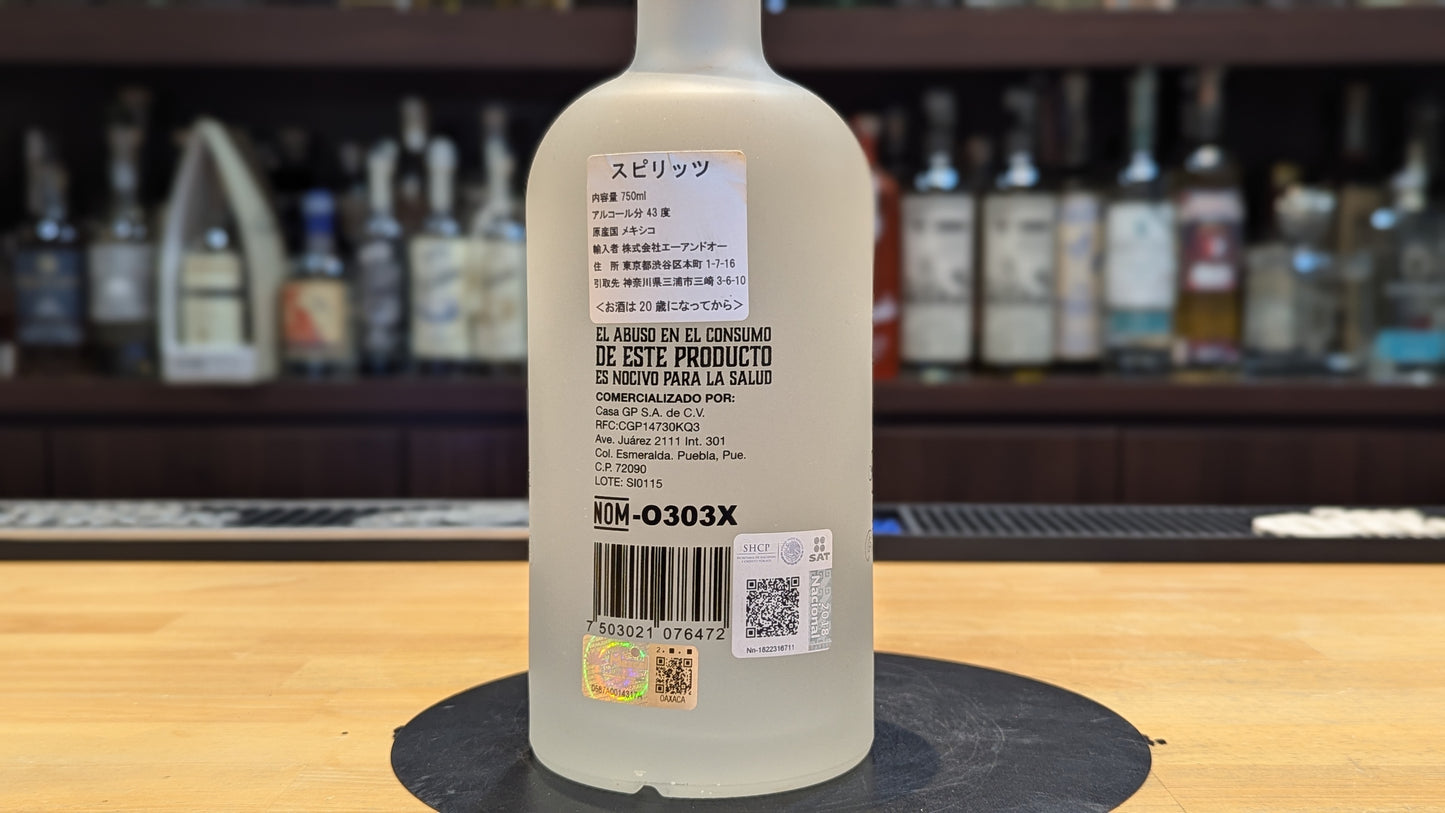 スピリッツ
内容量 750ml
アルコール分 43 度
原産国 メキシコ
輸入者 株式会社エーアンドオー
住 所 東京都渋谷区本町 1-7-16
引取先 神奈川県三浦市三崎 3-6-10
＜お酒は 20 歳になってから＞
EL ABUSO EN EL CONSUMO
DE ESTE PRODUCTO
ES NOCIVO PARA LA SALUD
COMERCIALIZADO POR:
Casa GP S.A. de C.V.
RFC:CGP14730KQ3
Ave. Juárez 2111 Int. 301
Col. Esmeralda. Puebla, Pue.
C.P. 72090
LOTE: SI0115
NOM-O303X
7 503021 076472
SHCP
SAT
Nacional 2018
Nn-1822316711
OAXACA